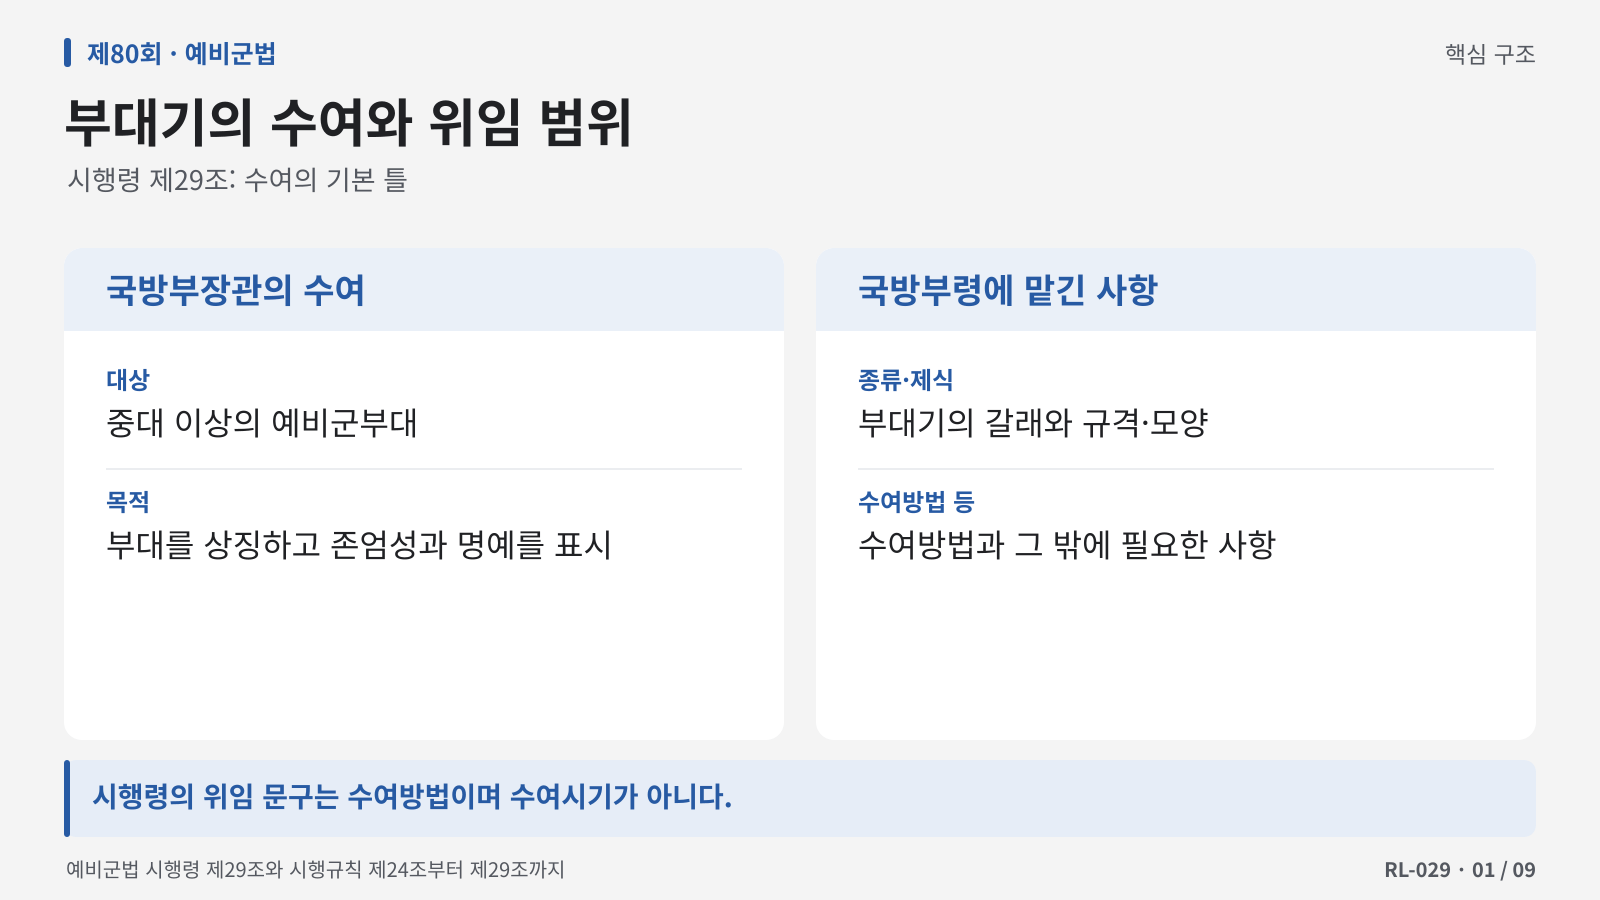 제80회 · 예비군법
핵심 구조
부대기의 수여와 위임 범위
시행령 제29조: 수여의 기본 틀
국방부장관의 수여
대상
중대 이상의 예비군부대
목적
부대를 상징하고 존엄성과 명예를 표시
국방부령에 맡긴 사항
종류·제식
부대기의 갈래와 규격·모양
수여방법 등
수여방법과 그 밖에 필요한 사항
시행령의 위임 문구는 수여방법이며 수여시기가 아니다.
예비군법 시행령 제29조와 시행규칙 제24조부터 제29조까지
RL-029 · 01 / 09